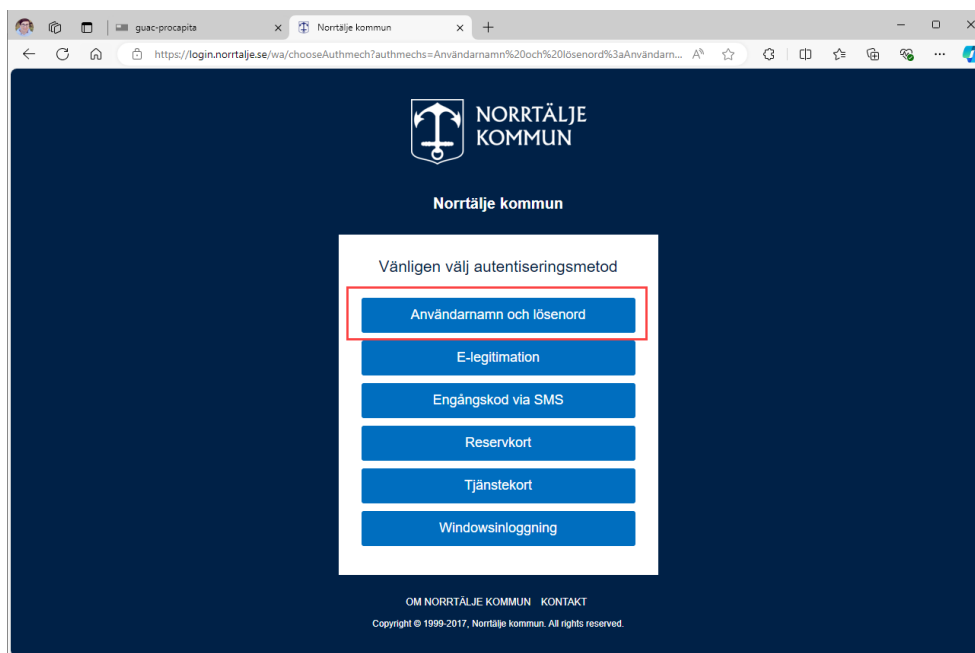 guac-procapita
Norrtälje kommun
https://login.norrtalje.se/wa/chooseAuthmech?authmechs=Användarnamn%20och%20lösenord%3aAnvändarn...
NORRTÄLJE
KOMMUN
Norrtälje kommun
Vänligen välj autentiseringsmetod
Användarnamn och lösenord
E-legitimation
Engångskod via SMS
Reservkort
Tjänstekort
Windowsinloggning
OM NORRTÄLJE KOMMUN KONTAKT
Copyright © 1999-2017, Norrtälje kommun. All rights reserved.